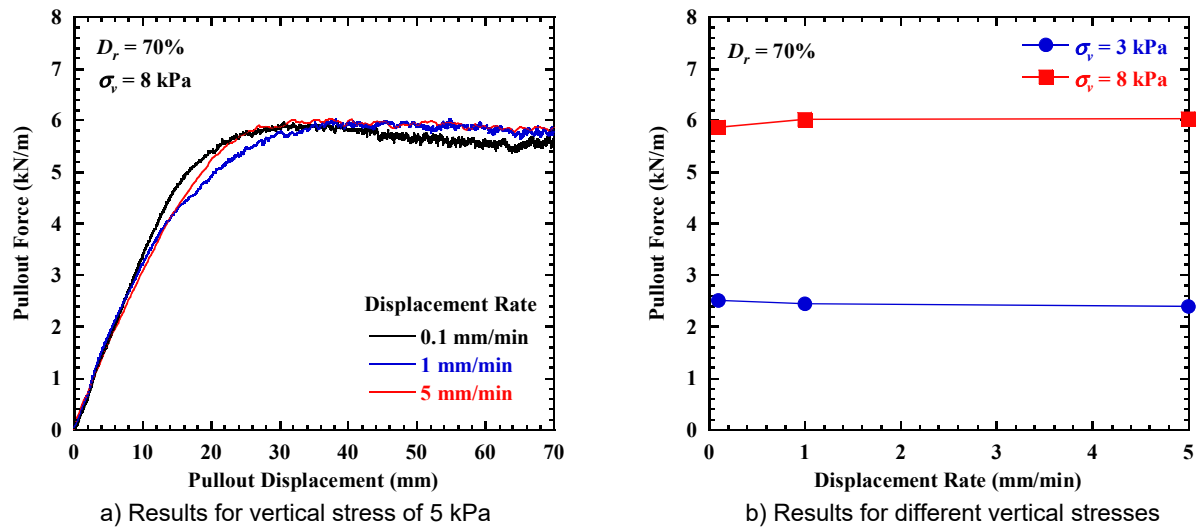 8
7
6
5
4
3
2
1
0
Pullout Force (kN/m)
D_r = 70%
σ_v = 8 kPa
Displacement Rate
0.1 mm/min
1 mm/min
5 mm/min
0 10 20 30 40 50 60 70
Pullout Displacement (mm)
a) Results for vertical stress of 5 kPa
8
7
6
5
4
3
2
1
0
Pullout Force (kN/m)
D_r = 70%
σ_v = 3 kPa
σ_v = 8 kPa
0 1 2 3 4 5
Displacement Rate (mm/min)
b) Results for different vertical stresses